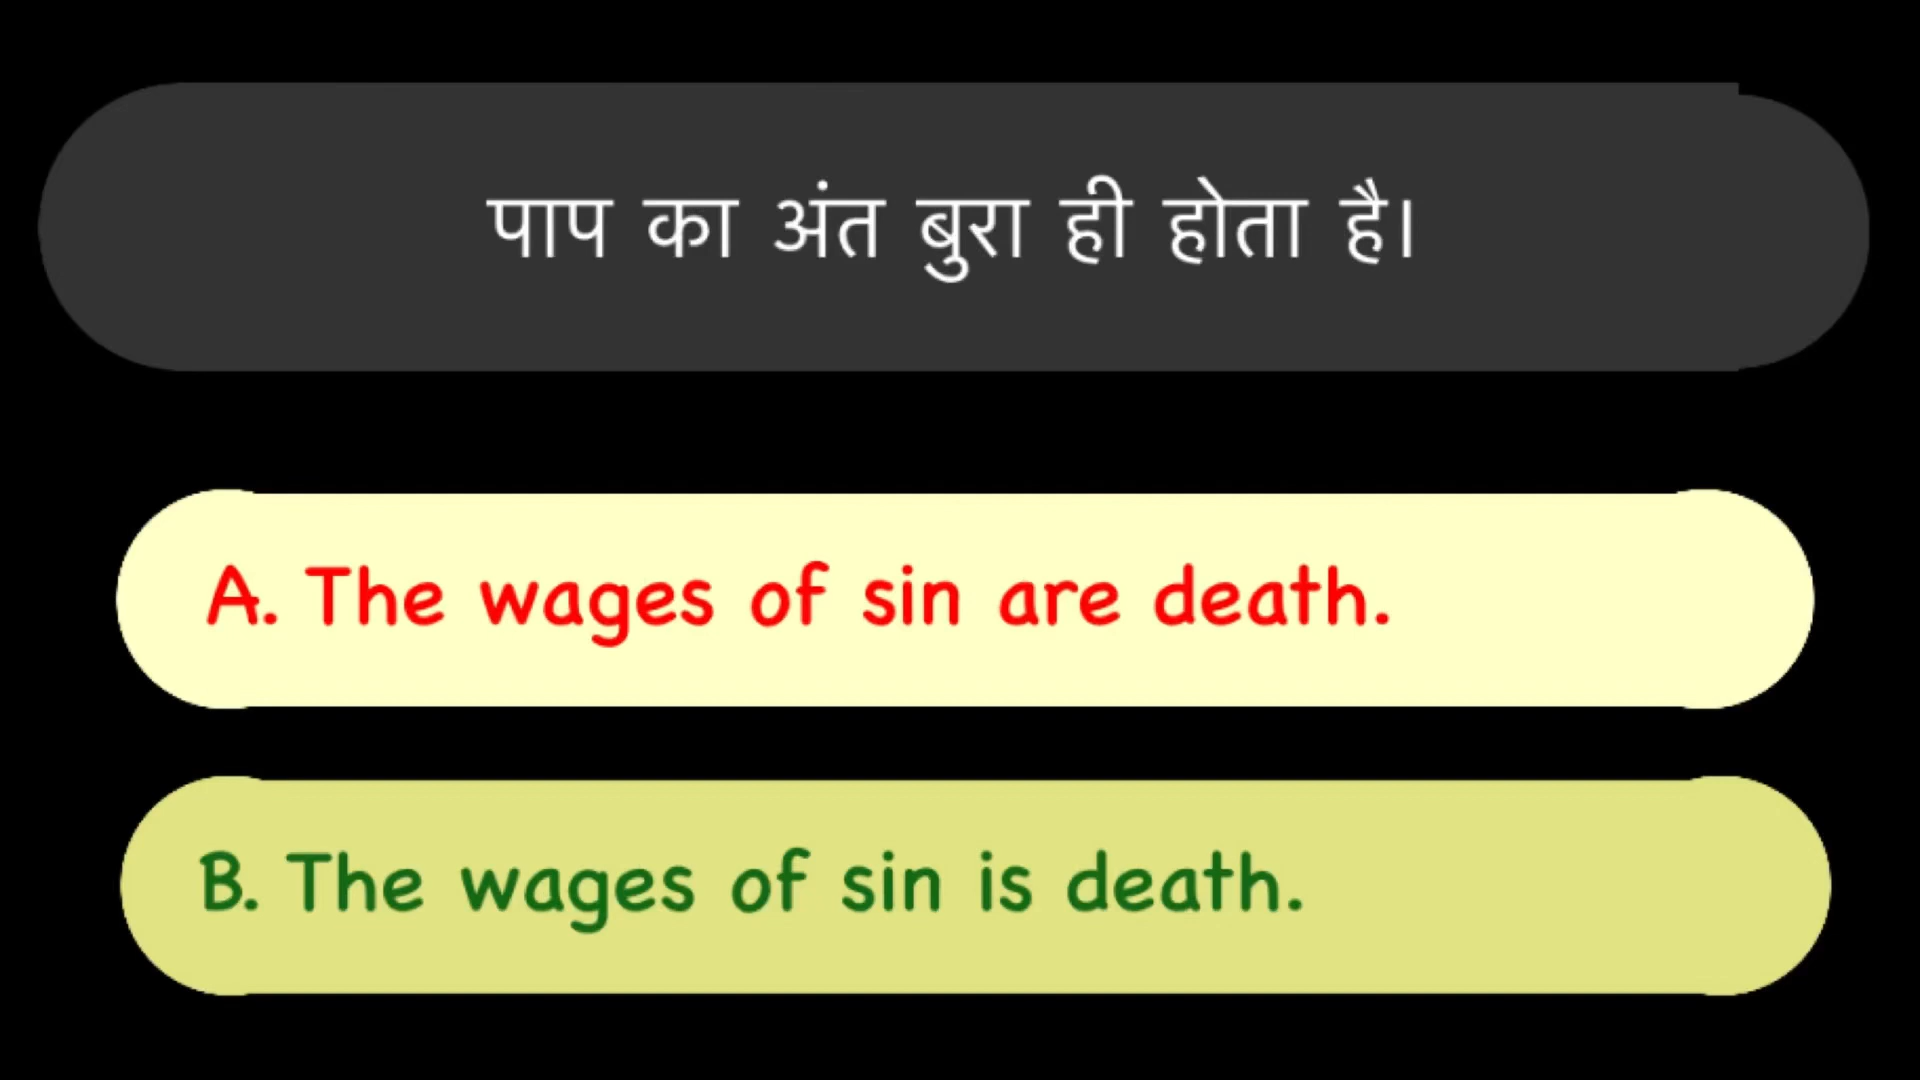 पाप का अंत बुरा ही होता है।
A. The wages of sin are death.
B. The wages of sin is death.